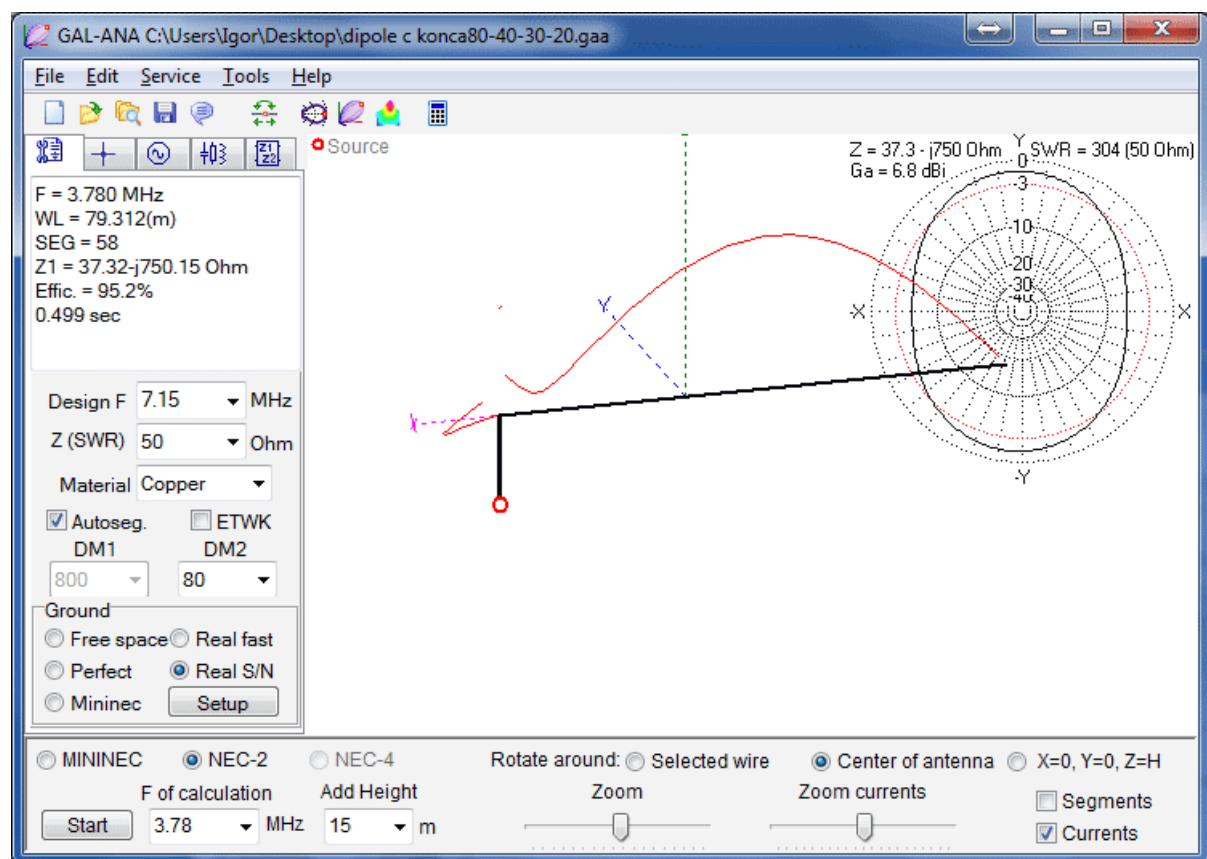 GAL-ANA C:\Users\Igor\Desktop\dipole c konca80-40-30-20.gaa
File Edit Service Tools Help
Z1
Z2
Source
Z = 37.3 - j750 Ohm
SWR = 304 (50 Ohm)
Ga = 6.8 dBi
Y
0
-3
-10
-20
-30
-40
-X
X
-Y
Y
X
F = 3.780 MHz
WL = 79.312(m)
SEG = 58
Z1 = 37.32-j750.15 Ohm
Effic. = 95.2%
0.499 sec
Design F 7.15 MHz
Z (SWR) 50 Ohm
Material Copper
Autoseg. ETWK
DM1 DM2
800 80
Ground
Free space Real fast
Perfect Real S/N
Mininec Setup
MININEC NEC-2 NEC-4 Rotate around: Selected wire Center of antenna X=0, Y=0, Z=H
F of calculation Add Height Zoom Zoom currents Segments
Start 3.78 MHz 15 m Currents